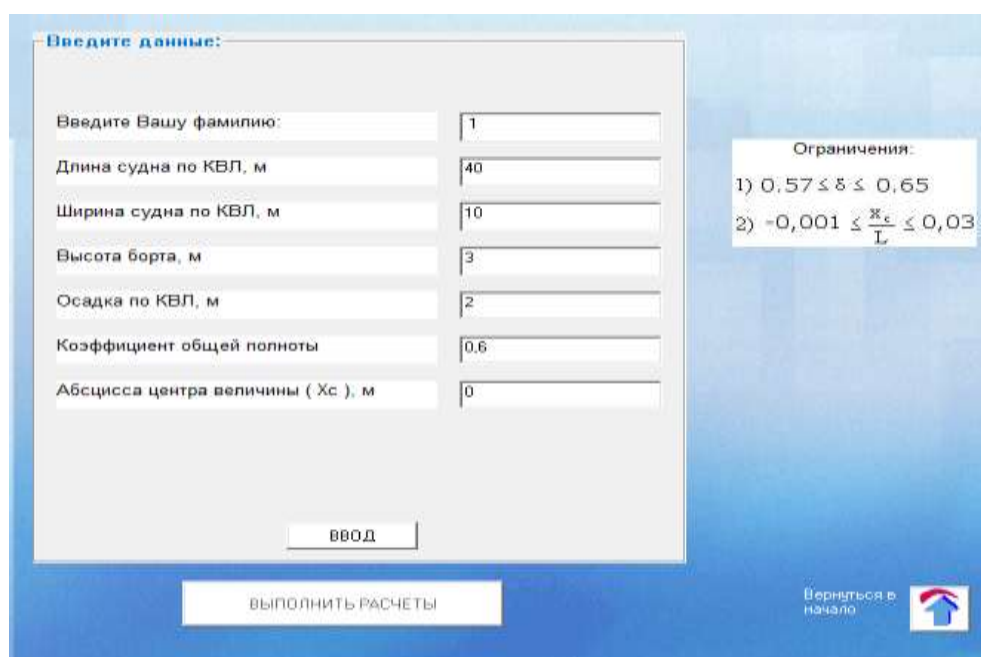 Введите данные:
Введите Вашу фамилию: 1
Длина судна по КВЛ, м 40
Ширина судна по КВЛ, м 10
Высота борта, м 3
Осадка по КВЛ, м 2
Коэффициент общей полноты 0,6
Абсцисса центра величины ( Xc ), м 0
ВВОД
ВЫПОЛНИТЬ РАСЧЕТЫ
Ограничения:
1) 0,57 ≤ δ ≤ 0,65
2) -0,001 ≤ xc/L ≤ 0,03
Вернуться в
начало